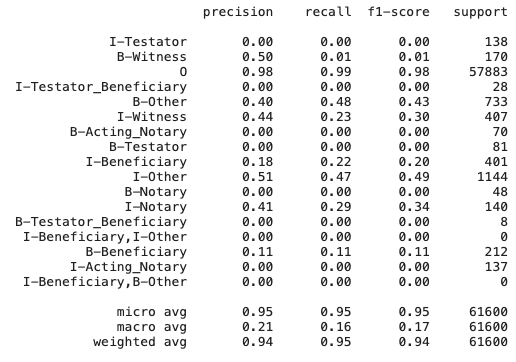 precision recall f1-score support
I-Testator 0.00 0.00 0.00 138
B-Witness 0.50 0.01 0.01 170
O 0.98 0.99 0.98 57883
I-Testator_Beneficiary 0.00 0.00 0.00 28
B-Other 0.40 0.48 0.43 733
I-Witness 0.44 0.23 0.30 407
B-Acting_Notary 0.00 0.00 0.00 70
B-Testator 0.00 0.00 0.00 81
I-Beneficiary 0.18 0.22 0.20 401
I-Other 0.51 0.47 0.49 1144
B-Notary 0.00 0.00 0.00 48
I-Notary 0.41 0.29 0.34 140
B-Testator_Beneficiary 0.00 0.00 0.00 8
I-Beneficiary,I-Other 0.00 0.00 0.00 0
B-Beneficiary 0.11 0.11 0.11 212
I-Acting_Notary 0.00 0.00 0.00 137
I-Beneficiary,B-Other 0.00 0.00 0.00 0
micro avg 0.95 0.95 0.95 61600
macro avg 0.21 0.16 0.17 61600
weighted avg 0.94 0.95 0.94 61600